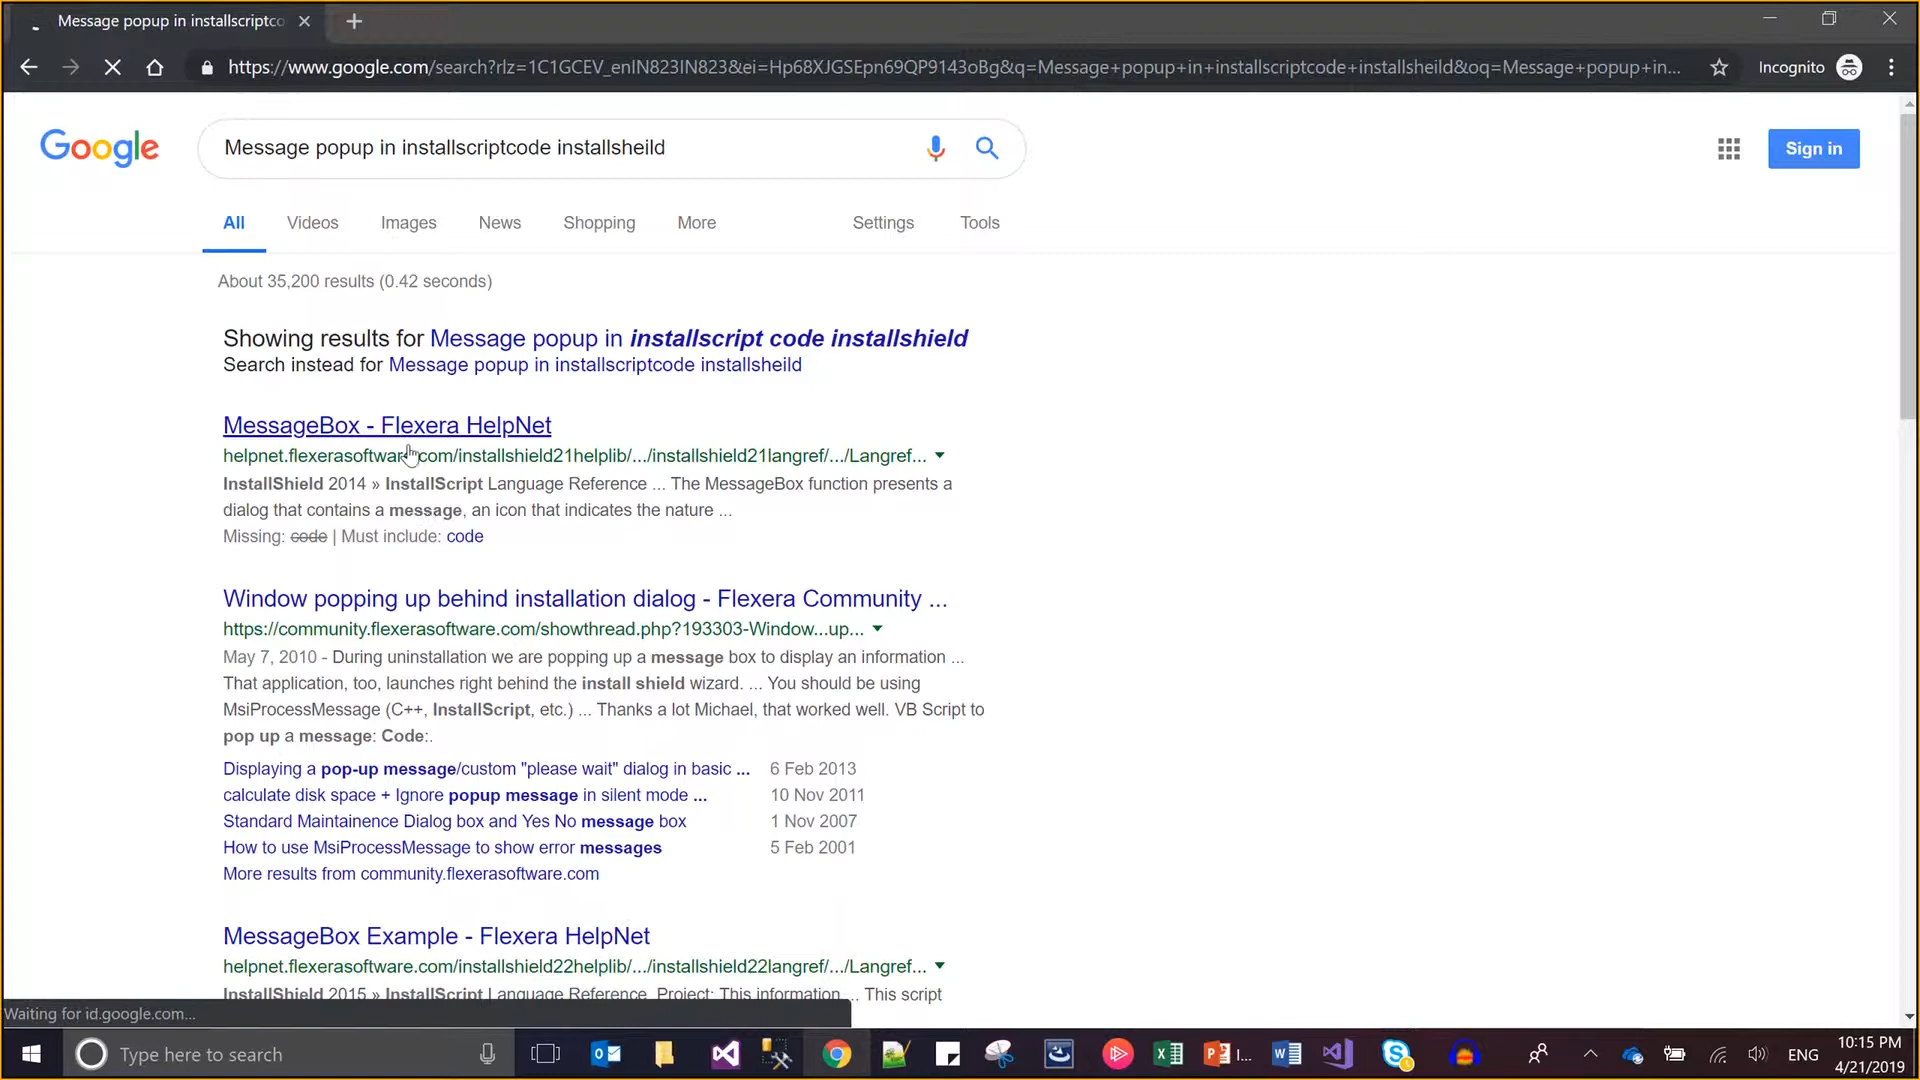 Message popup in installscriptco
https://www.google.com/search?rlz=1C1GCEV_enIN823IN823&ei=Hp68XJGSEpn69QP9143oBg&q=Message+popup+in+installscriptcode+installsheild&oq=Message+popup+in...
Incognito
Google
Message popup in installscriptcode installsheild
Sign in
All Videos Images News Shopping More Settings Tools
About 35,200 results (0.42 seconds)
Showing results for Message popup in installscript code installshield
Search instead for Message popup in installscriptcode installsheild
MessageBox - Flexera HelpNet
helpnet.flexerasoftware.com/installshield21helplib/.../installshield21langref/.../Langref...
InstallShield 2014 » InstallScript Language Reference ... The MessageBox function presents a
dialog that contains a message, an icon that indicates the nature ...
Missing: code | Must include: code
Window popping up behind installation dialog - Flexera Community ...
https://community.flexerasoftware.com/showthread.php?193303-Window...up...
May 7, 2010 - During uninstallation we are popping up a message box to display an information ...
That application, too, launches right behind the install shield wizard. ... You should be using
MsiProcessMessage (C++, InstallScript, etc.) ... Thanks a lot Michael, that worked well. VB Script to
pop up a message: Code:.
Displaying a pop-up message/custom "please wait" dialog in basic ... 6 Feb 2013
calculate disk space + Ignore popup message in silent mode ... 10 Nov 2011
Standard Maintainence Dialog box and Yes No message box 1 Nov 2007
How to use MsiProcessMessage to show error messages 5 Feb 2001
More results from community.flexerasoftware.com
MessageBox Example - Flexera HelpNet
helpnet.flexerasoftware.com/installshield22helplib/.../installshield22langref/.../Langref...
InstallShield 2015 » InstallScript Language Reference. Project: This information ... This script
Waiting for id.google.com...
Type here to search
I...
ENG
10:15 PM
4/21/2019